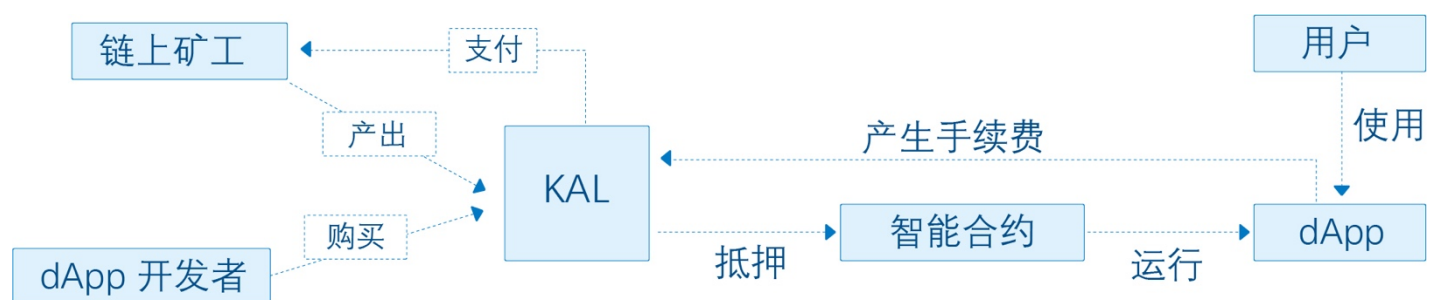 链上矿工
支付
用户
产出
产生手续费
使用
KAL
购买
智能合约
dApp
抵押
运行
dApp 开发者